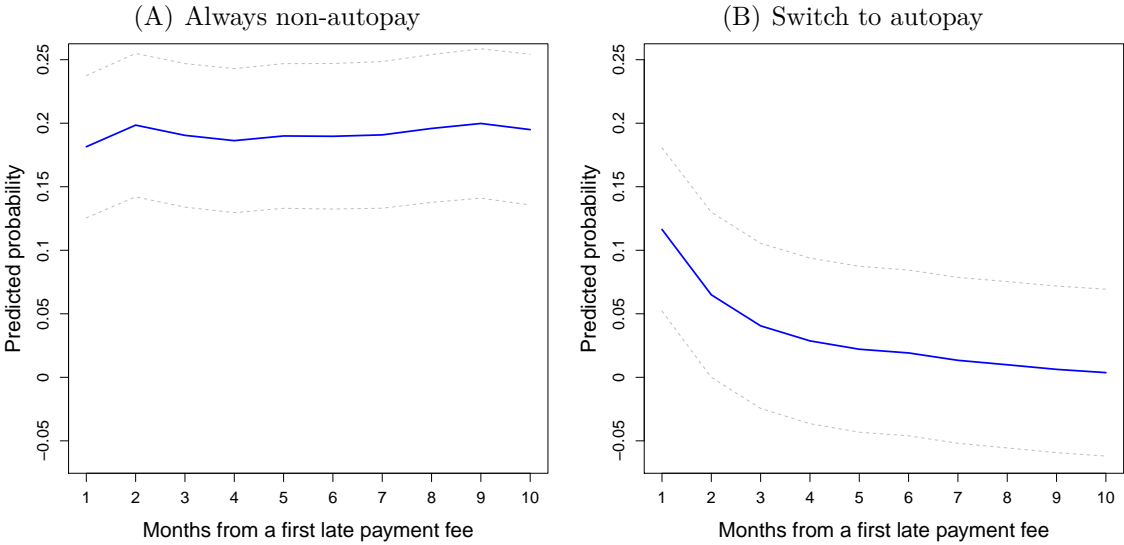 (A) Always non-autopay
Predicted probability
0.25
0.2
0.15
0.1
0.05
0
−0.05
1 2 3 4 5 6 7 8 9 10
Months from a first late payment fee
(B) Switch to autopay
Predicted probability
0.25
0.2
0.15
0.1
0.05
0
−0.05
1 2 3 4 5 6 7 8 9 10
Months from a first late payment fee